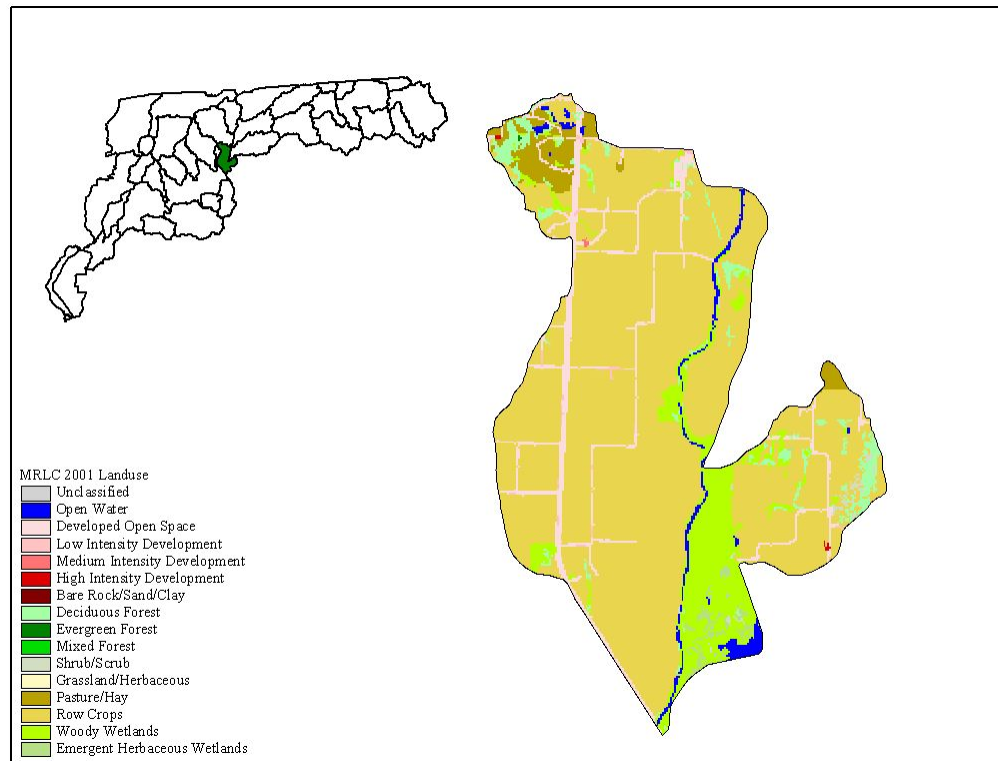 MRLC 2001 Landuse
Unclassified
Open Water
Developed Open Space
Low Intensity Development
Medium Intensity Development
High Intensity Development
Bare Rock/Sand/Clay
Deciduous Forest
Evergreen Forest
Mixed Forest
Shrub/Scrub
Grassland/Herbaceous
Pasture/Hay
Row Crops
Woody Wetlands
Emergent Herbaceous Wetlands